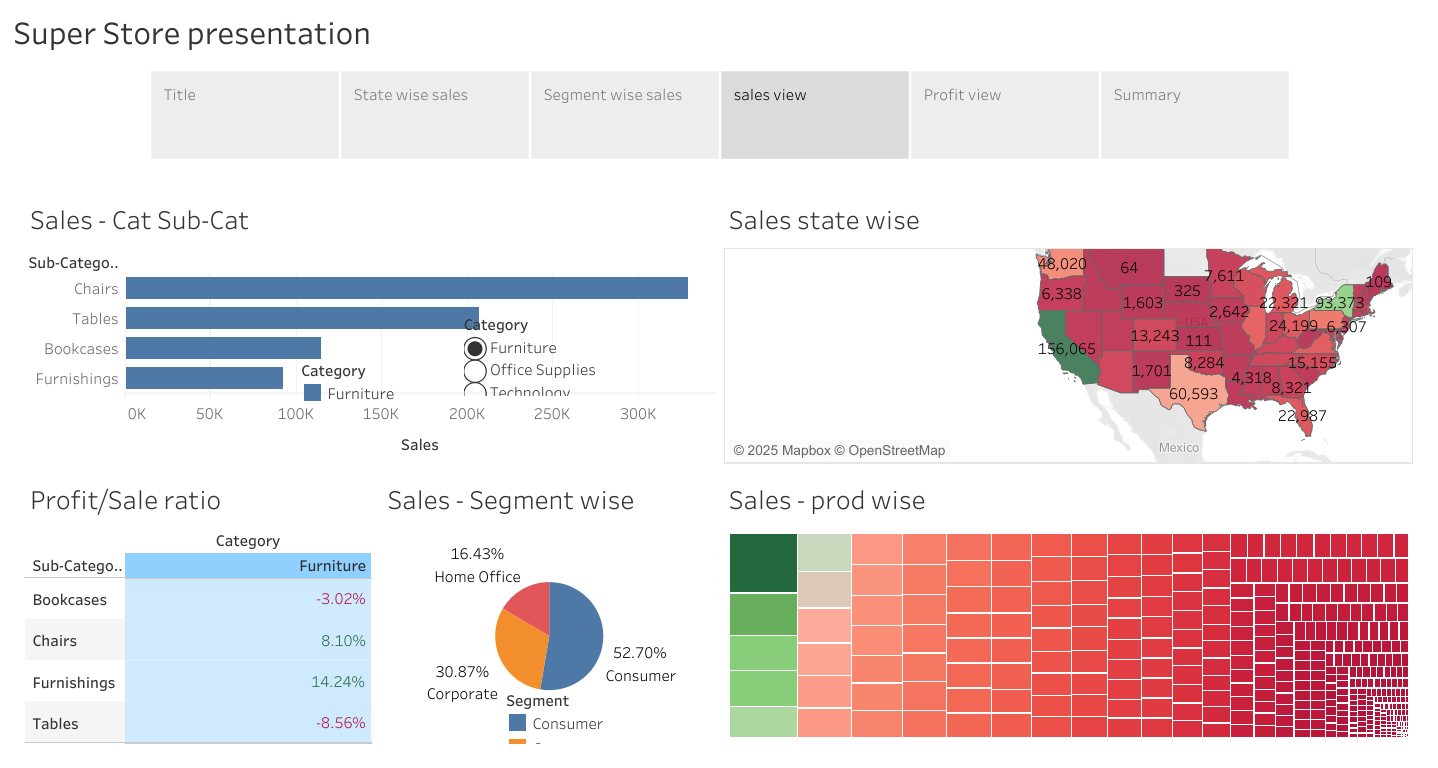 Super Store presentation
Title
State wise sales
Segment wise sales
sales view
Profit view
Summary
Sales - Cat Sub-Cat
Sub-Catego..
Chairs
Tables
Bookcases
Furnishings
0K 50K 100K 150K 200K 250K 300K
Sales
Category
Furniture
Category
Furniture
Office Supplies
Technology
Sales state wise
48,020
64
7,611
109
6,338
1,603
325
22,321
93,373
2,642
USA
24,199
6,307
156,065
13,243
111
1,701
3,284
15,155
4,318
8,321
60,593
22,987
Mexico
© 2025 Mapbox © OpenStreetMap
Profit/Sale ratio
Category
Sub-Catego.. Furniture
Bookcases -3.02%
Chairs 8.10%
Furnishings 14.24%
Tables -8.56%
Sales - Segment wise
16.43%
Home Office
52.70%
Consumer
30.87%
Corporate
Segment
Consumer
Sales - prod wise